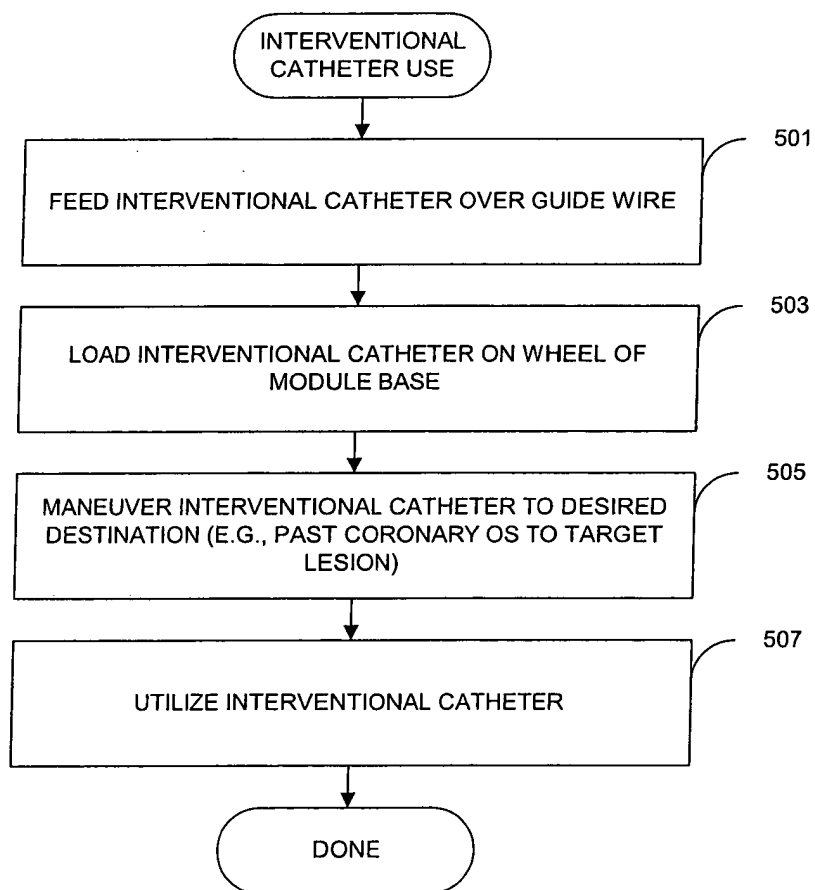 INTERVENTIONAL
CATHETER USE
501
FEED INTERVENTIONAL CATHETER OVER GUIDE WIRE
503
LOAD INTERVENTIONAL CATHETER ON WHEEL OF
MODULE BASE
505
MANEUVER INTERVENTIONAL CATHETER TO DESIRED
DESTINATION (E.G., PAST CORONARY OS TO TARGET
LESION)
507
UTILIZE INTERVENTIONAL CATHETER
DONE